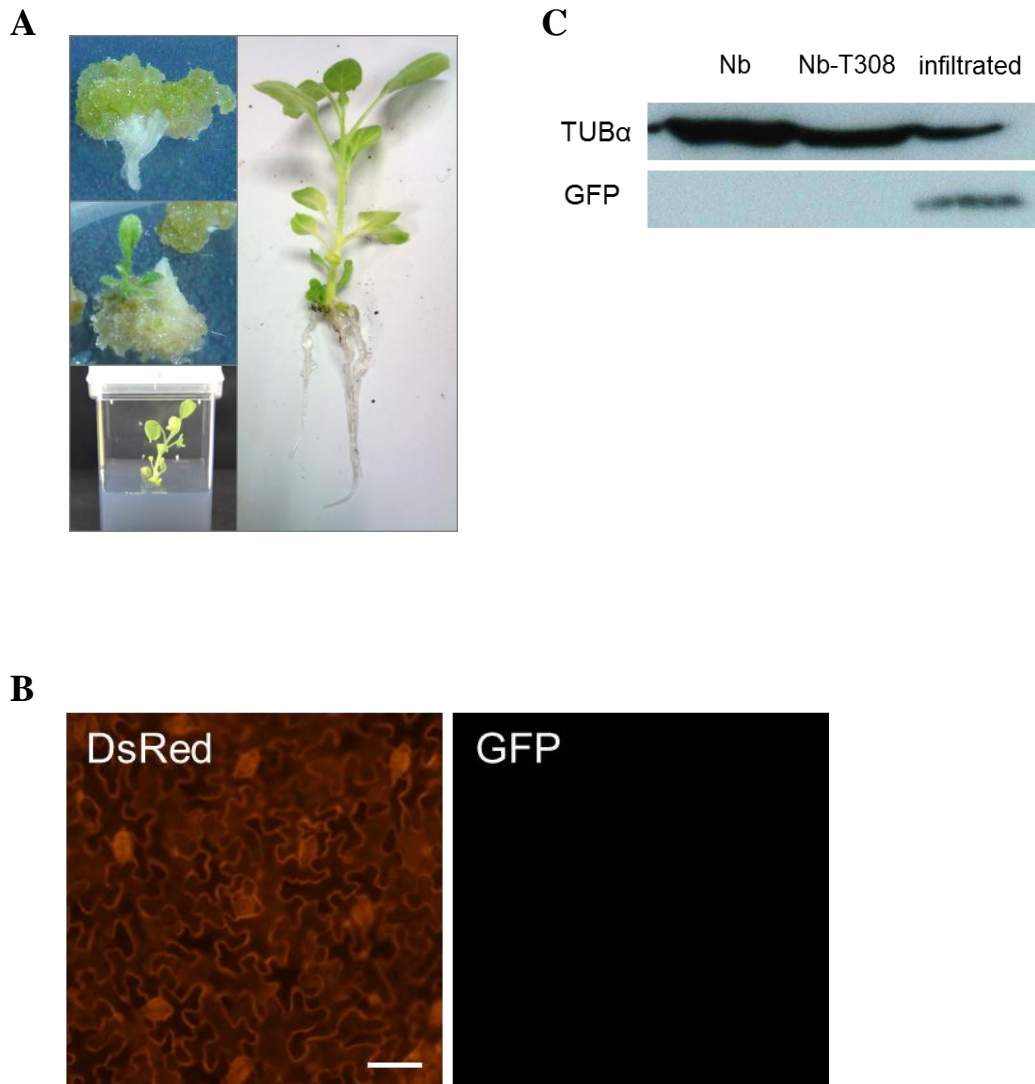 A
C
Nb Nb-T308 infiltrated
TUBα
GFP
B
DsRed GFP